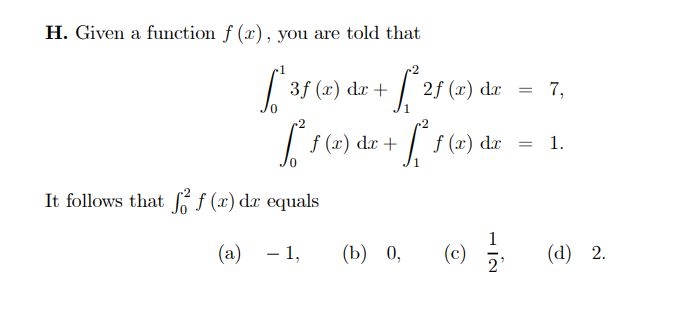 H. Given a function f (x), you are told that
∫₀¹ 3f (x) dx + ∫₁² 2f (x) dx = 7,
∫₀² f (x) dx + ∫₁² f (x) dx = 1.
It follows that ∫₀² f (x) dx equals
(a) − 1, (b) 0, (c) 1/2, (d) 2.